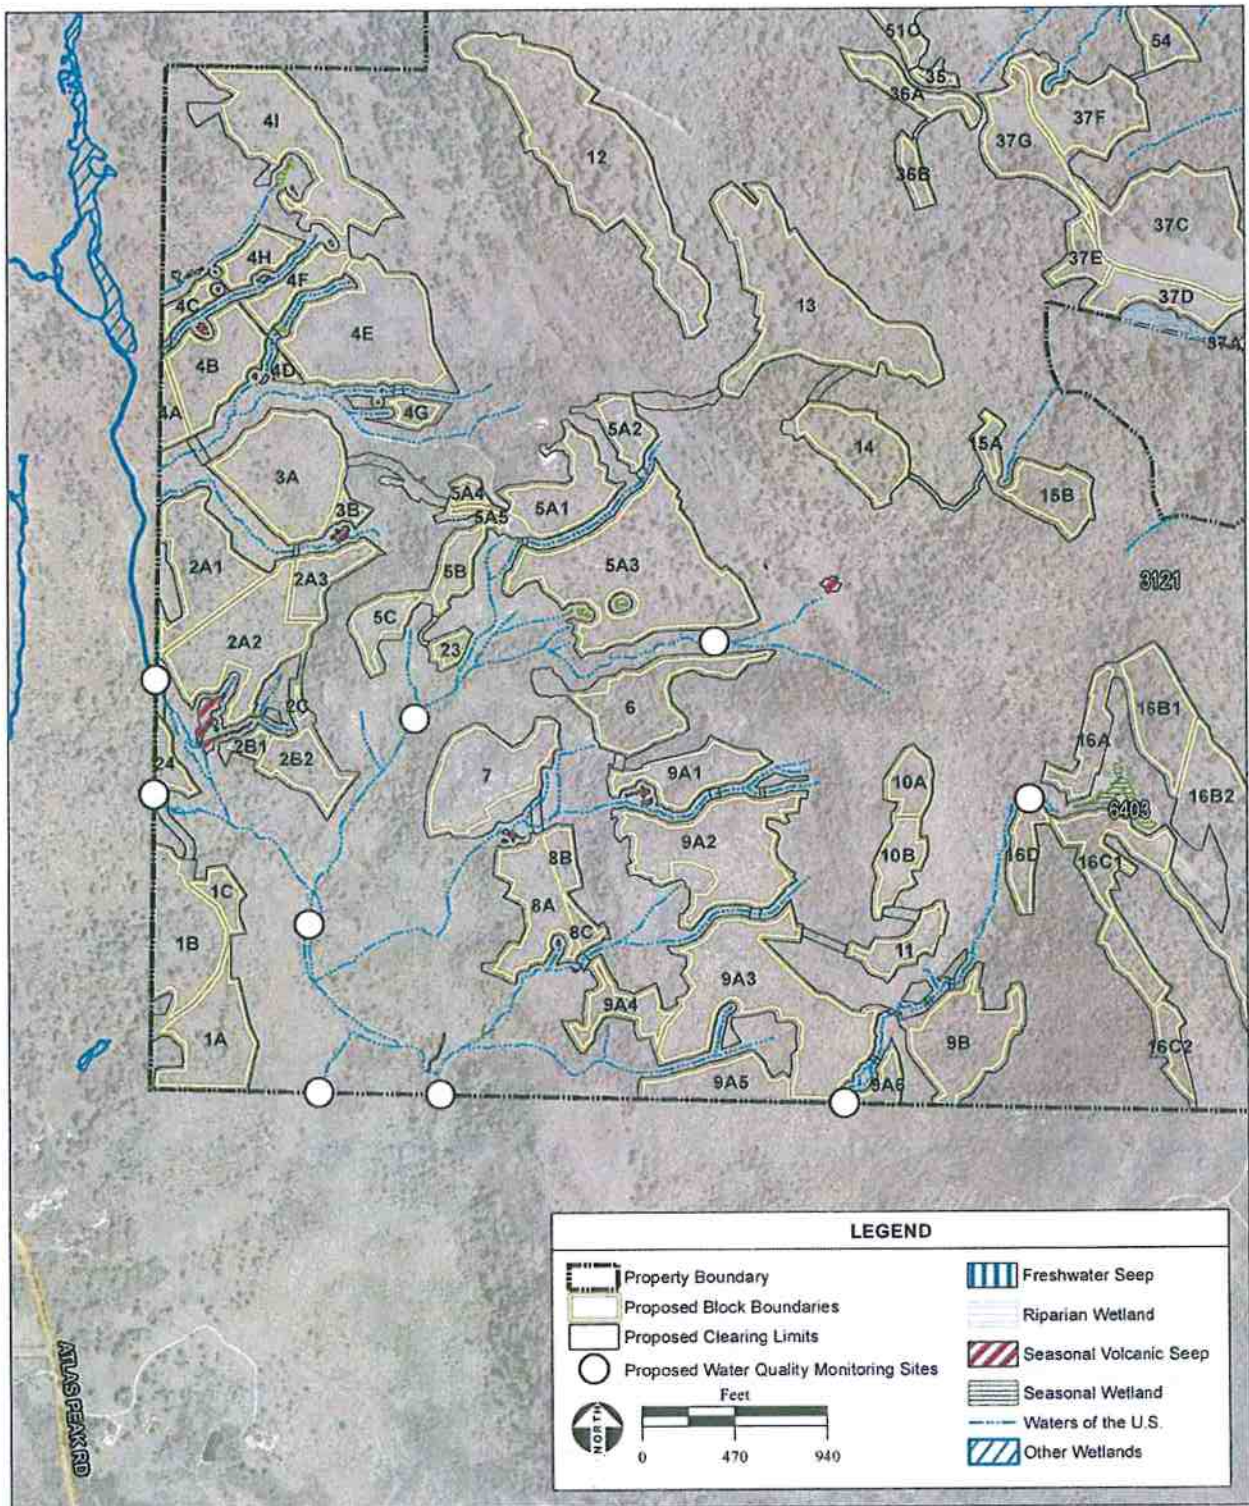 51C
54
35
36A
4I
37F
37G
12
36B
37C
4H
37E
4F
4C
37D
13
4E
37A
4B
4D
4A
4G
5A2
14
15A
3A
5A4
15B
3B
5A5
5A1
2A1
2A3
5B
5A3
3121
5C
2A2
23
2C
6
16B1
2B1
16A
2B2
24
7
9A1
10A
16B2
6403
9A2
10B
8B
16D
16C1
1C
8A
1B
8C
11
9A3
9A4
1A
9B
16C2
9A5
9A6
LEGEND
Property Boundary
Proposed Block Boundaries
Proposed Clearing Limits
Proposed Water Quality Monitoring Sites
Feet
NORTH
0 470 940
Freshwater Seep
Riparian Wetland
Seasonal Volcanic Seep
Seasonal Wetland
Waters of the U.S.
Other Wetlands
ATLAS PEAK RD